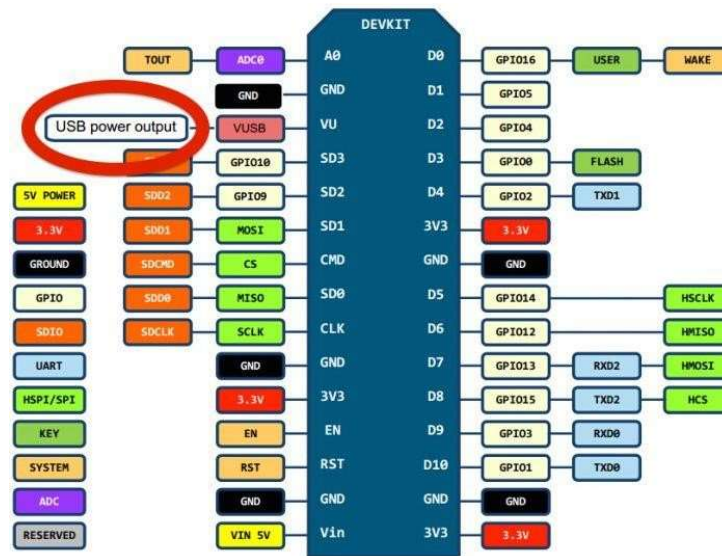 DEVKIT
TOUT ADC0 A0 D0 GPIO16 USER WAKE
GND GND D1 GPIO5
USB power output VUSB VU D2 GPIO4
GPIO10 SD3 D3 GPIO0 FLASH
5V POWER SDD2 GPIO9 SD2 D4 GPIO2 TXD1
3.3V SDD1 MOSI SD1 3V3 3.3V
GROUND SDCMD CS CMD GND GND
GPIO SDD0 MISO SD0 D5 GPIO14 HSCLK
SDIO SDCLK SCLK CLK D6 GPIO12 HMISO
UART GND GND D7 GPIO13 RXD2 HMOSI
HSPI/SPI 3.3V 3V3 D8 GPIO15 TXD2 HCS
KEY EN EN D9 GPIO3 RXD0
SYSTEM RST RST D10 GPIO1 TXD0
ADC GND GND GND GND
RESERVED VIN 5V Vin 3V3 3.3V